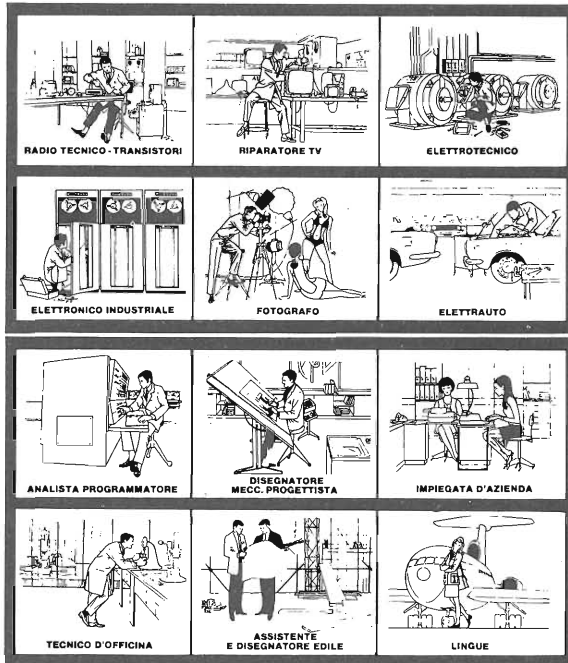 RADIO TECNICO - TRANSISTORI
RIPARATORE TV
ELETTROTECNICO
ELETTRONICO INDUSTRIALE
FOTOGRAFO
ELETTRAUTO
ANALISTA PROGRAMMATORE
DISEGNATORE
MECC. PROGETTISTA
IMPIEGATA D'AZIENDA
TECNICO D'OFFICINA
ASSISTENTE
E DISEGNATORE EDILE
LINGUE